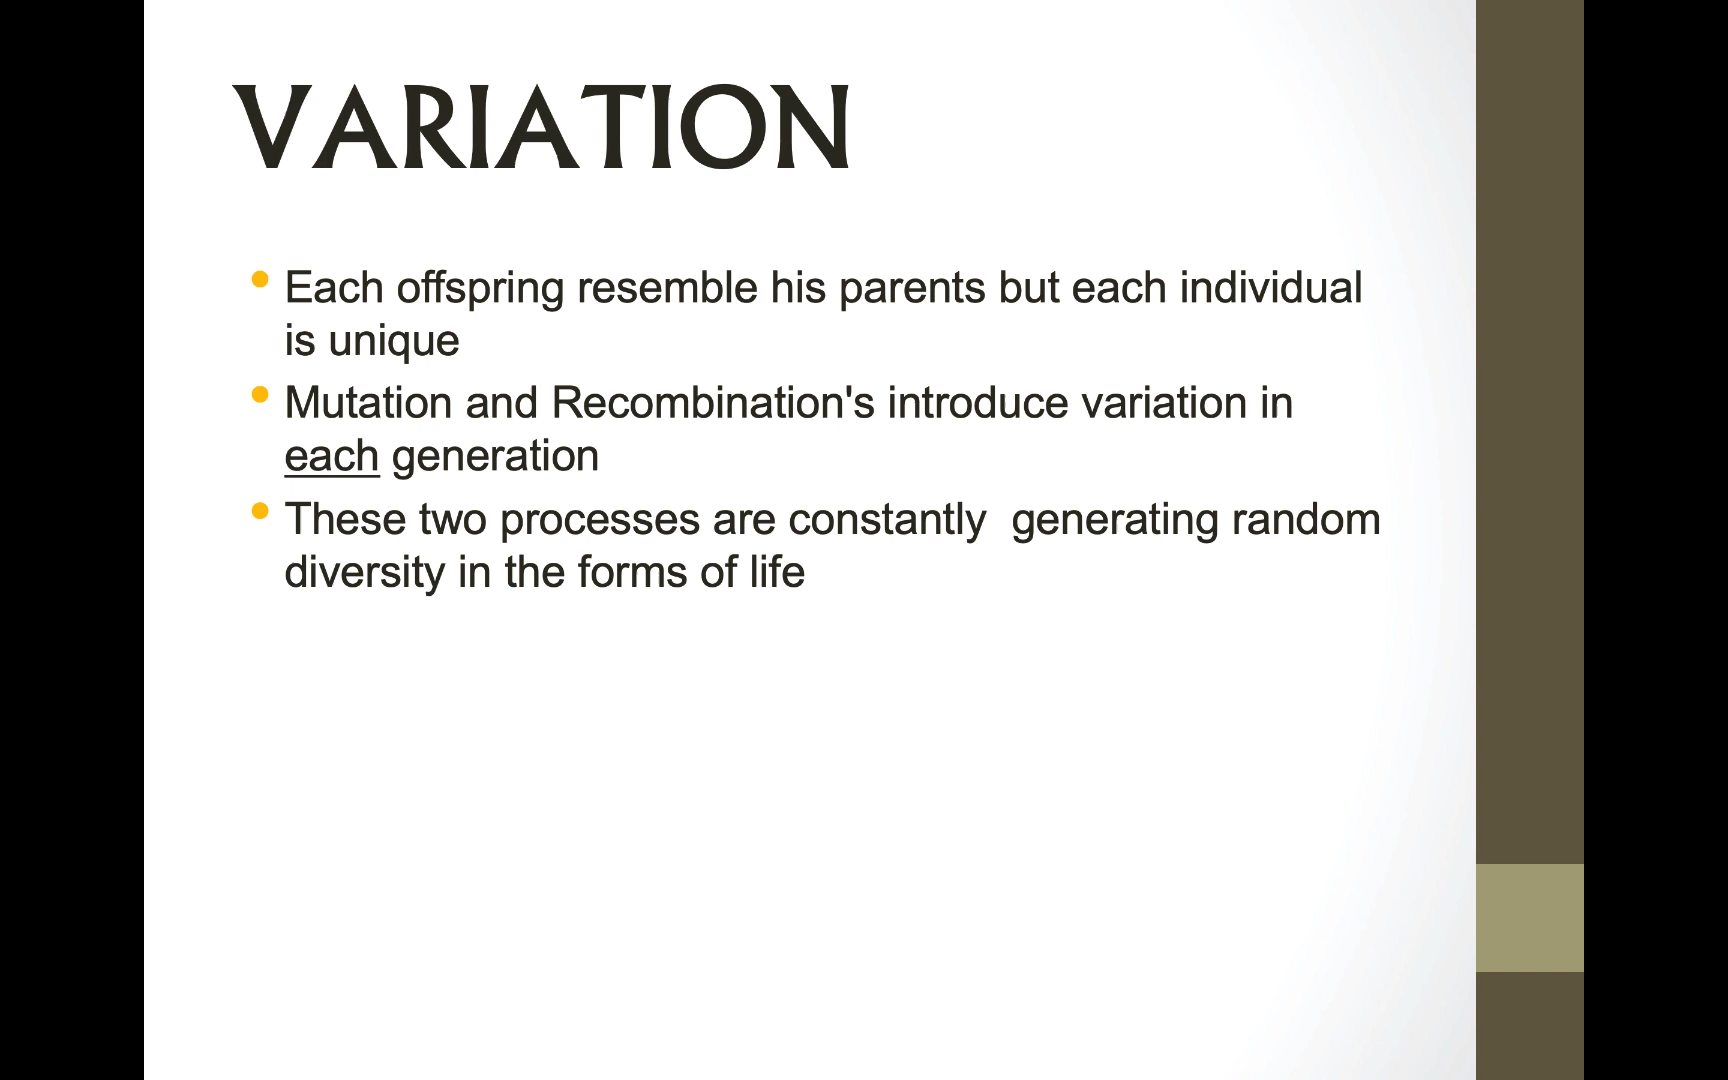 VARIATION
Each offspring resemble his parents but each individual
is unique
Mutation and Recombination's introduce variation in
each generation
These two processes are constantly  generating random
diversity in the forms of life